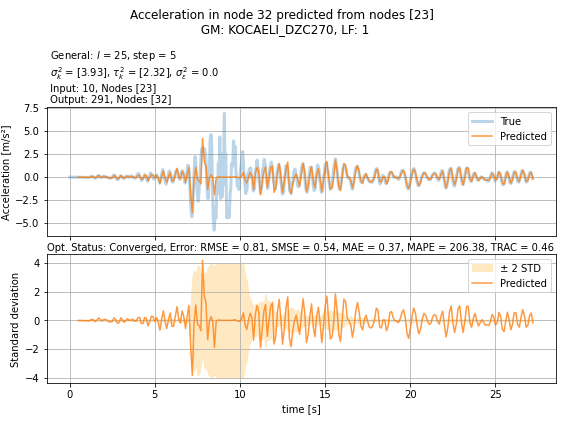 Acceleration in node 32 predicted from nodes [23]
GM: KOCAELI_DZC270, LF: 1
General: l = 25, step = 5
σ²ₖ = [3.93], τ²ₖ = [2.32], σ²ε = 0.0
Input: 10, Nodes [23]
Output: 291, Nodes [32]
Acceleration [m/s²]
7.5
5.0
2.5
0.0
−2.5
−5.0
True
Predicted
Opt. Status: Converged, Error: RMSE = 0.81, SMSE = 0.54, MAE = 0.37, MAPE = 206.38, TRAC = 0.46
Standard deviation
4
2
0
−2
−4
± 2 STD
Predicted
0 5 10 15 20 25
time [s]